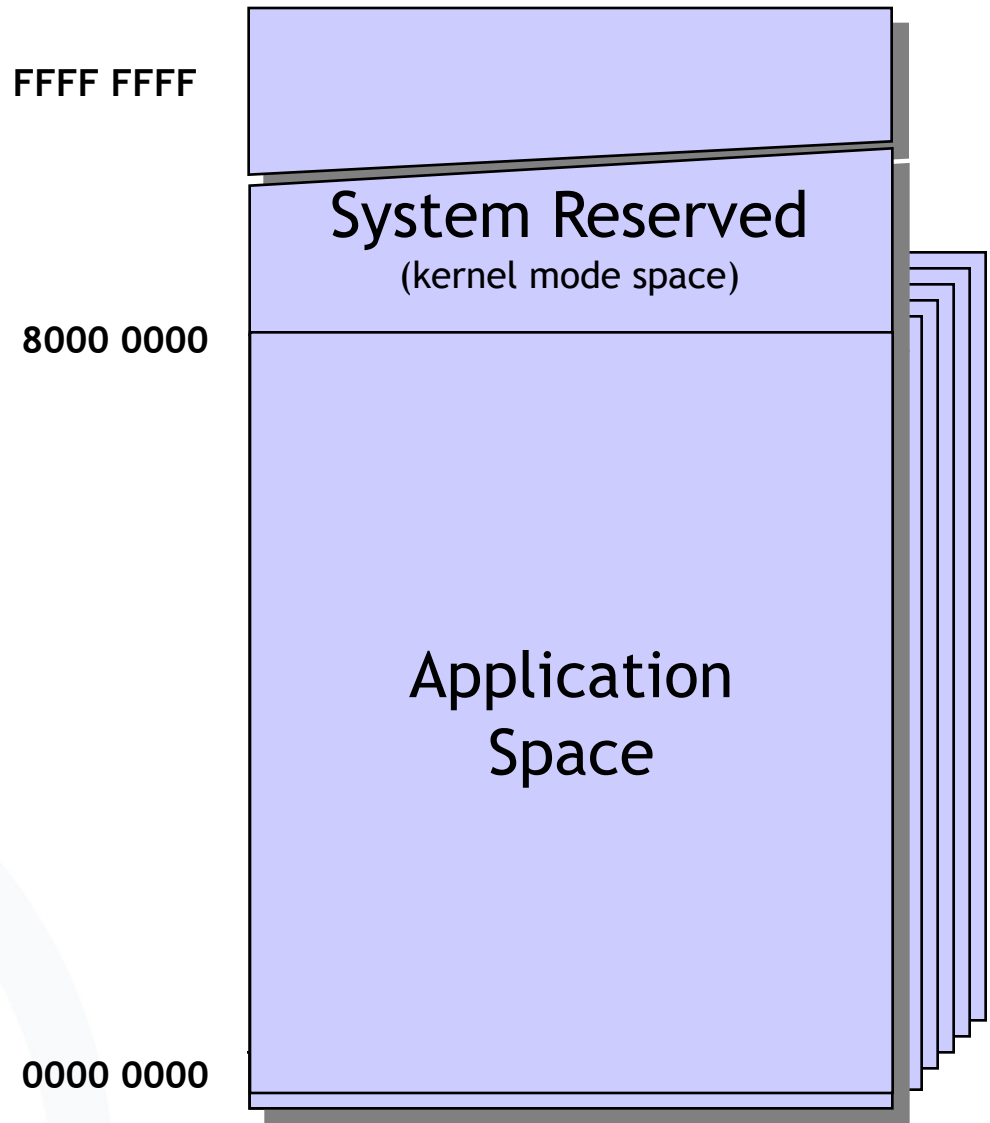 FFFF FFFF
System Reserved
(kernel mode space)
8000 0000
Application
Space
0000 0000